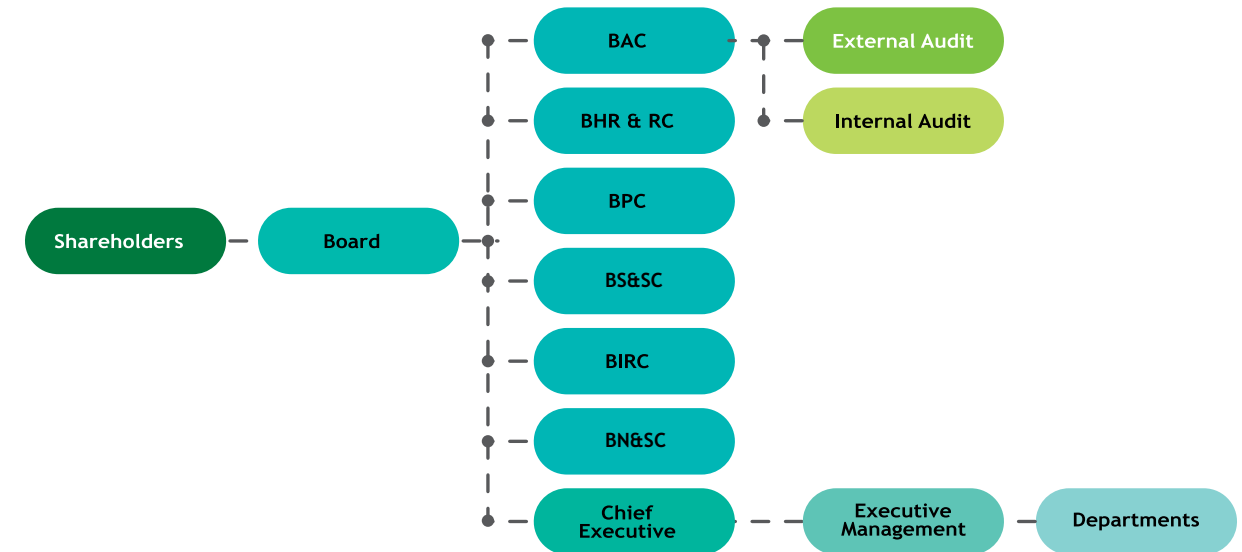 BAC
External Audit
BHR & RC
Internal Audit
BPC
Shareholders
Board
BS&SC
BIRC
BN&SC
Chief
Executive
Executive
Management
Departments